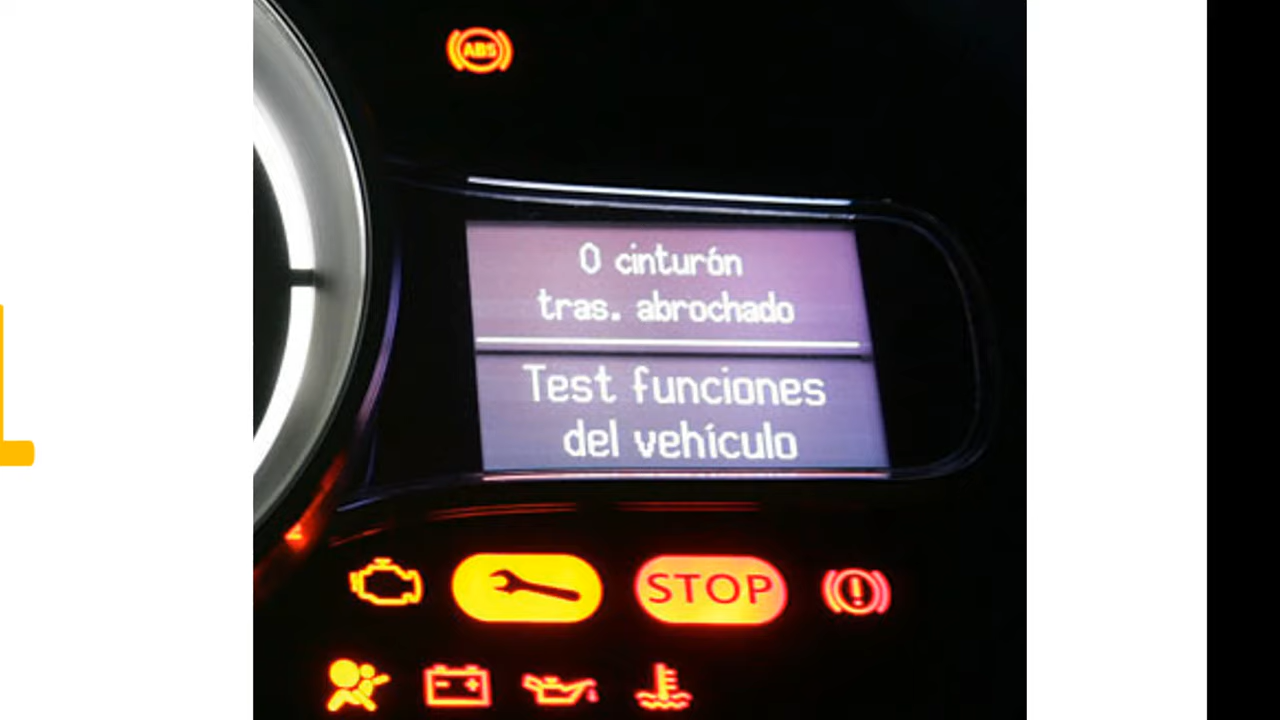 ABS
0 cinturón
tras. abrochado
Test funciones
del vehículo
STOP